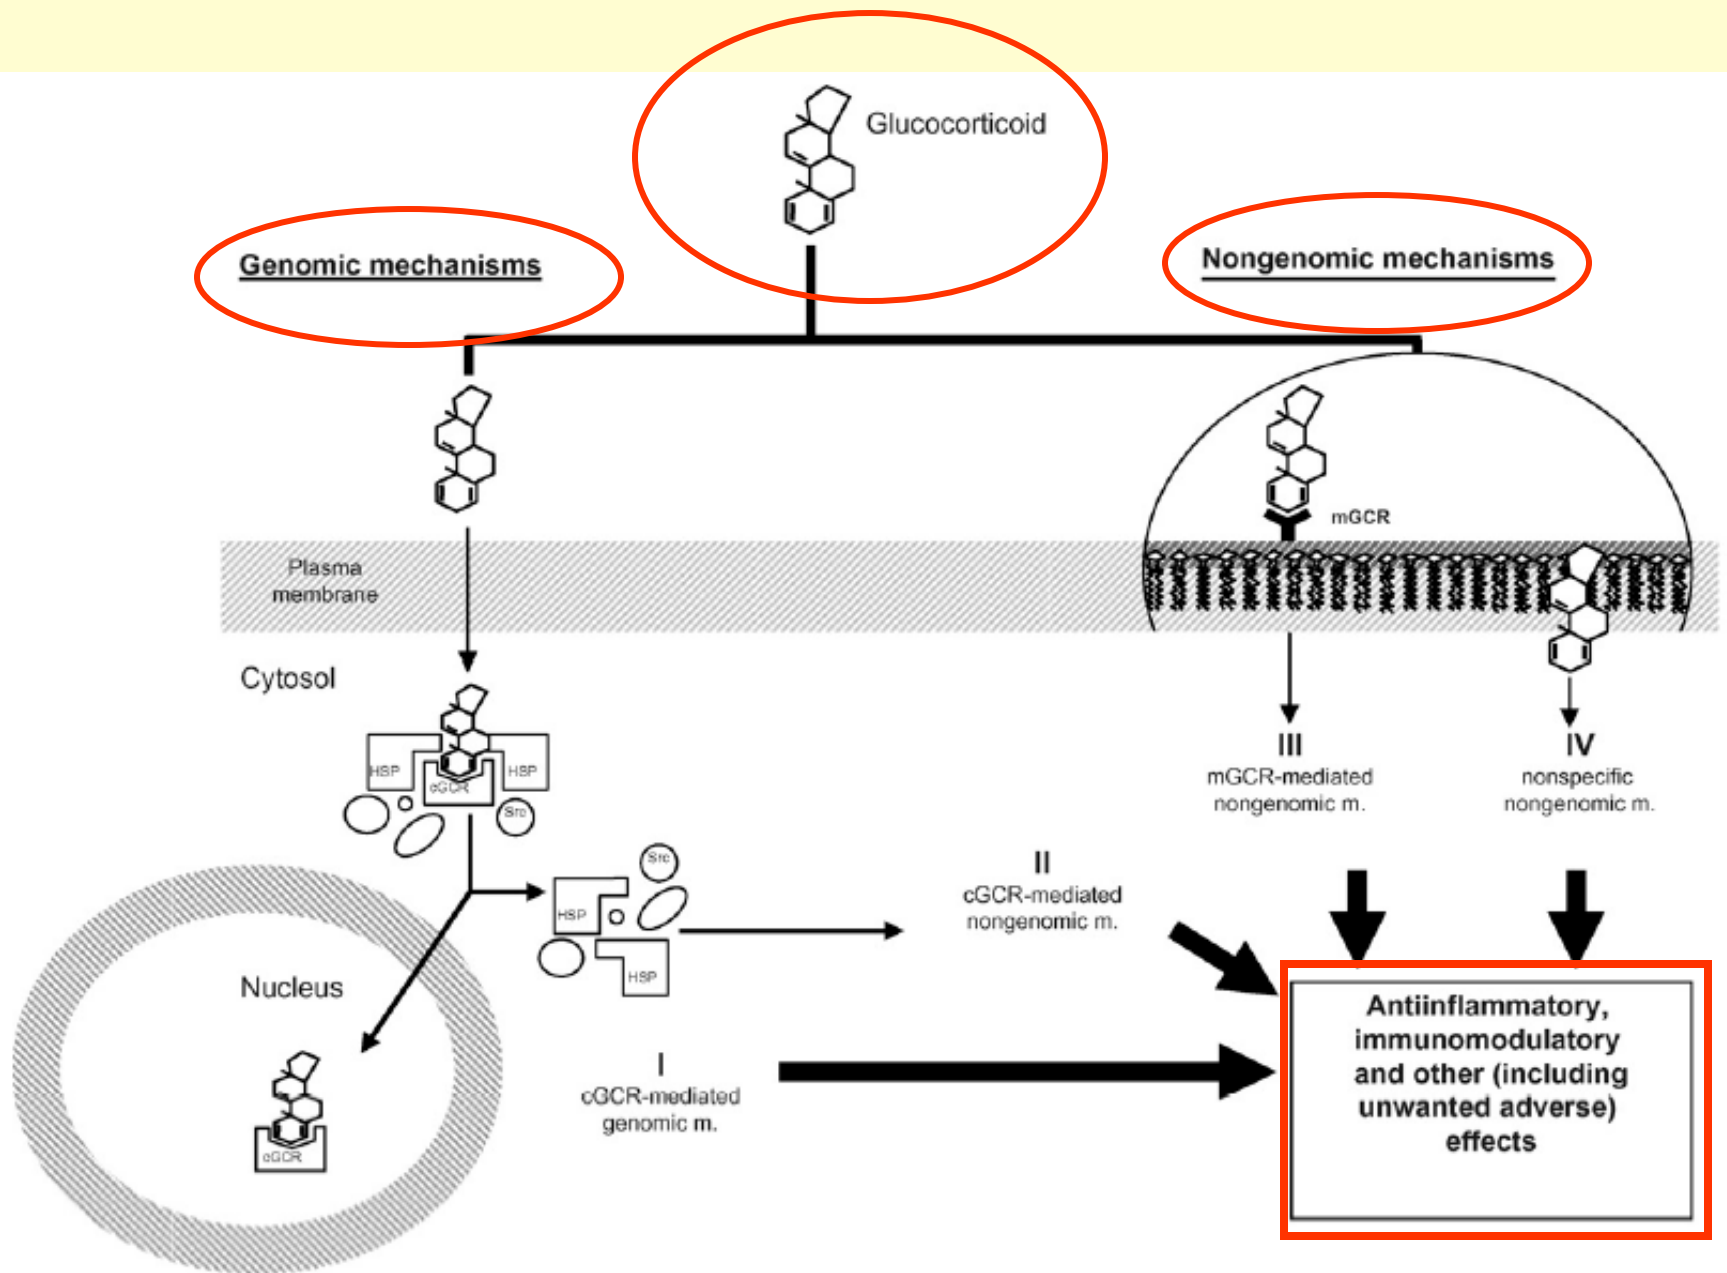 Glucocorticoid
Genomic mechanisms
Nongenomic mechanisms
mGCR
Plasma
membrane
Cytosol
HSP
HSP
cGCR
Src
III
mGCR-mediated
nongenomic m.
IV
nonspecific
nongenomic m.
Src
HSP
HSP
II
cGCR-mediated
nongenomic m.
Nucleus
cGCR
I
cGCR-mediated
genomic m.
Antiinflammatory,
immunomodulatory
and other (including
unwanted adverse)
effects